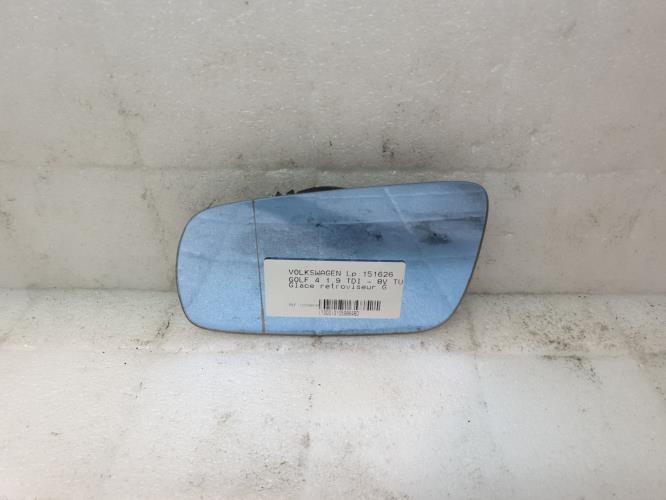 VOLKSWAGEN Lp 151626
GOLF 4 1.9 TDI - 8V TU
Glace retroviseur G